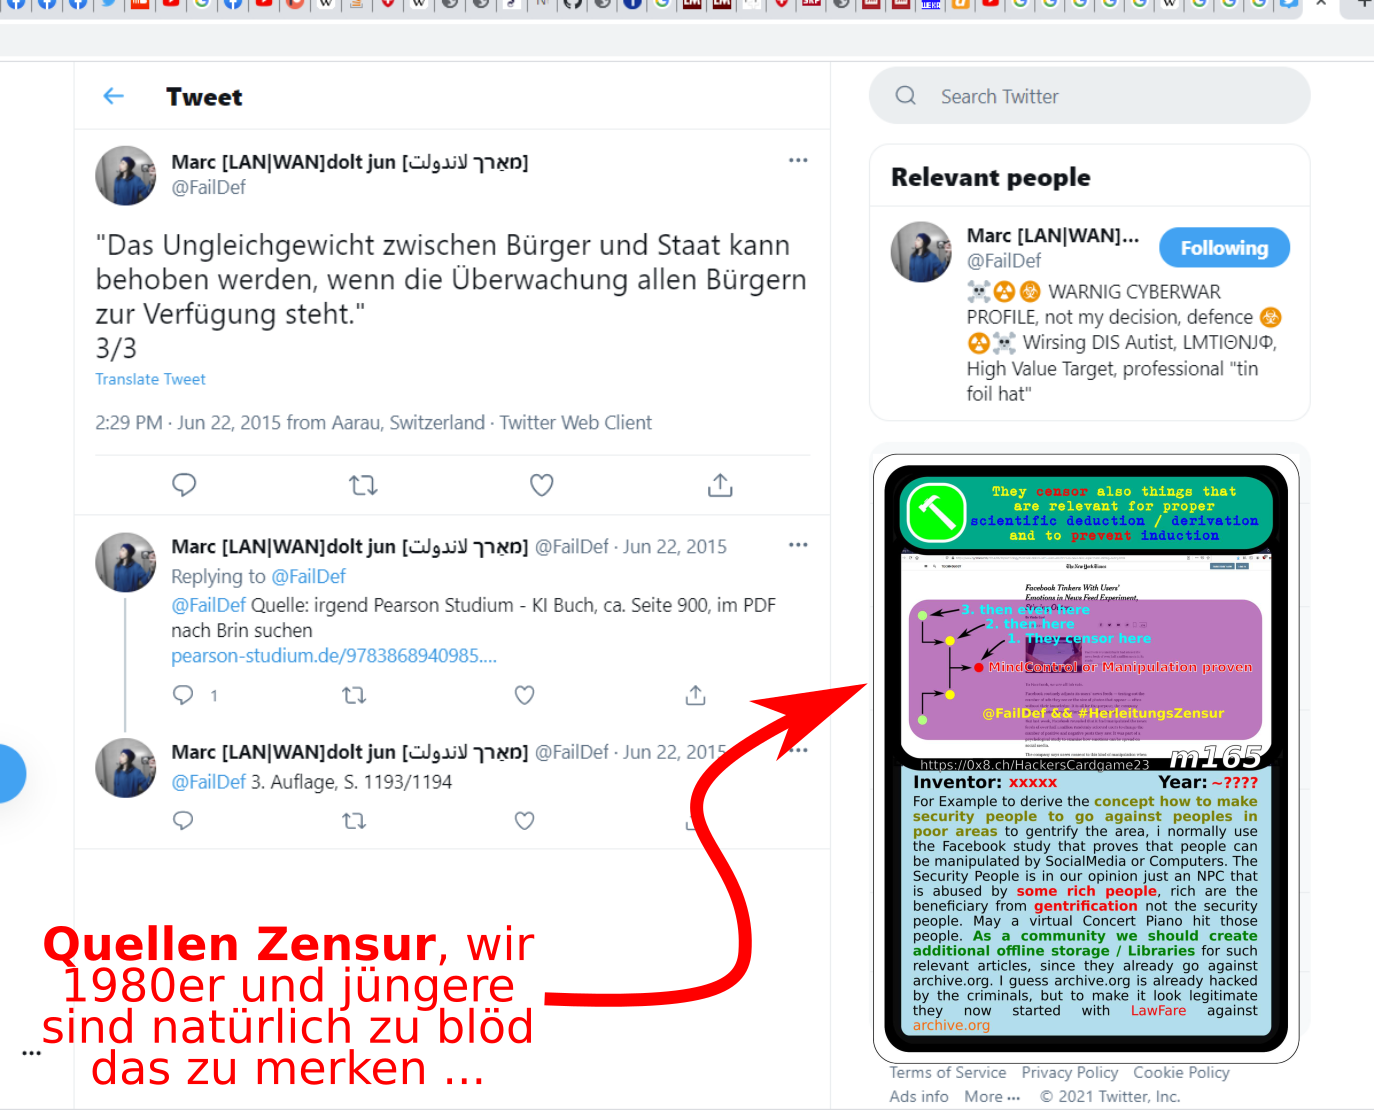 Tweet
Marc [LAN|WAN]dolt jun [מאַרך لاندولت]
@FailDef
"Das Ungleichgewicht zwischen Bürger und Staat kann
behoben werden, wenn die Überwachung allen Bürgern
zur Verfügung steht."
3/3
Translate Tweet
2:29 PM · Jun 22, 2015 from Aarau, Switzerland · Twitter Web Client
Marc [LAN|WAN]dolt jun [מאַרך لاندولت] @FailDef · Jun 22, 2015
Replying to @FailDef
@FailDef Quelle: irgend Pearson Studium - KI Buch, ca. Seite 900, im PDF
nach Brin suchen
pearson-studium.de/9783868940985....
1
Marc [LAN|WAN]dolt jun [מאַרך لاندولت] @FailDef · Jun 22, 2015
@FailDef 3. Auflage, S. 1193/1194
Quellen Zensur, wir
1980er und jüngere
sind natürlich zu blöd
das zu merken ...
Search Twitter
Relevant people
Marc [LAN|WAN]...
@FailDef
Following
☠️☢️☣️ WARNIG CYBERWAR
PROFILE, not my decision, defence ☣️
☢️☠️ Wirsing DIS Autist, LMTIΘNJΦ,
High Value Target, professional "tin
foil hat"
They censor also things that
are relevant for proper
scientific deduction / derivation
and to prevent induction
The New York Times
Facebook Tinkers With Users'
Emotions in News Feed Experiment,
3. then even here
2. then here
1. They censor here
MindControl or Manipulation proven
@FailDef && #HerleitungsZensur
m165
https://0x8.ch/HackersCardgame23
Inventor: xxxxx Year: ~????
For Example to derive the concept how to make
security people to go against peoples in
poor areas to gentrify the area, i normally use
the Facebook study that proves that people can
be manipulated by SocialMedia or Computers. The
Security People is in our opinion just an NPC that
is abused by some rich people, rich are the
beneficiary from gentrification not the security
people. May a virtual Concert Piano hit those
people. As a community we should create
additional offline storage / Libraries for such
relevant articles, since they already go against
archive.org. I guess archive.org is already hacked
by the criminals, but to make it look legitimate
they now started with LawFare against
archive.org
Terms of Service Privacy Policy Cookie Policy
Ads info More ··· © 2021 Twitter, Inc.